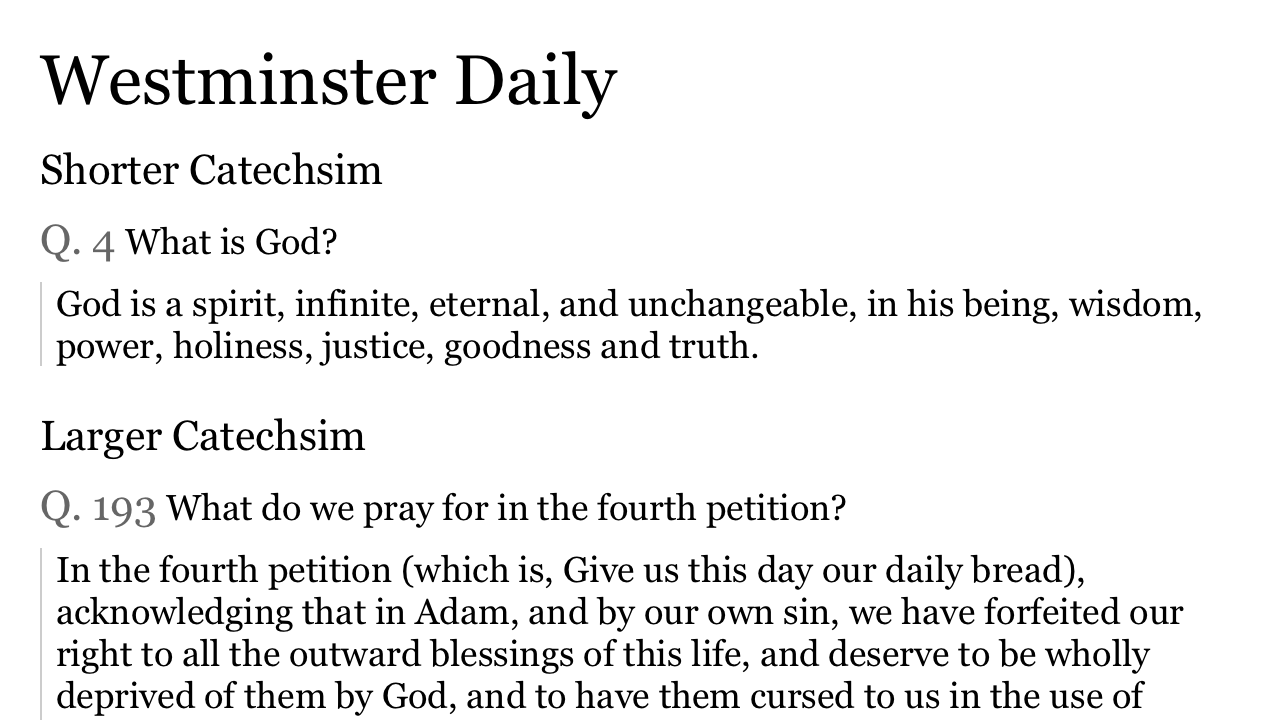 Westminster Daily
Shorter Catechsim
Q. 4 What is God?
God is a spirit, infinite, eternal, and unchangeable, in his being, wisdom,
power, holiness, justice, goodness and truth.
Larger Catechsim
Q. 193 What do we pray for in the fourth petition?
In the fourth petition (which is, Give us this day our daily bread),
acknowledging that in Adam, and by our own sin, we have forfeited our
right to all the outward blessings of this life, and deserve to be wholly
deprived of them by God, and to have them cursed to us in the use of